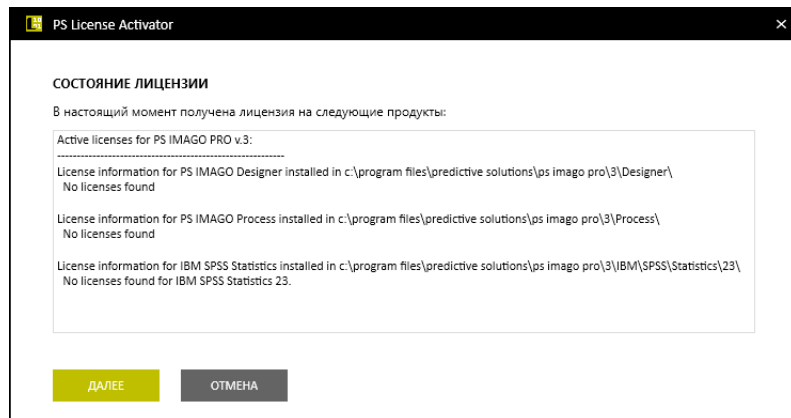 PS License Activator
СОСТОЯНИЕ ЛИЦЕНЗИИ
В настоящий момент получена лицензия на следующие продукты:
Active licenses for PS IMAGO PRO v.3:
----------------------------------------------------------
License information for PS IMAGO Designer installed in c:\program files\predictive solutions\ps imago pro\3\Designer\
No licenses found
License information for PS IMAGO Process installed in c:\program files\predictive solutions\ps imago pro\3\Process\
No licenses found
License information for IBM SPSS Statistics installed in c:\program files\predictive solutions\ps imago pro\3\IBM\SPSS\Statistics\23\
No licenses found for IBM SPSS Statistics 23.
ДАЛЕЕ ОТМЕНА